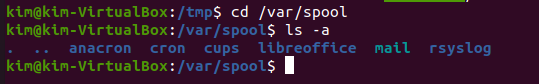 kim@kim-VirtualBox:/tmp$ cd /var/spool
kim@kim-VirtualBox:/var/spool$ ls -a
.  ..  anacron  cron  cups  libreoffice  mail  rsyslog
kim@kim-VirtualBox:/var/spool$